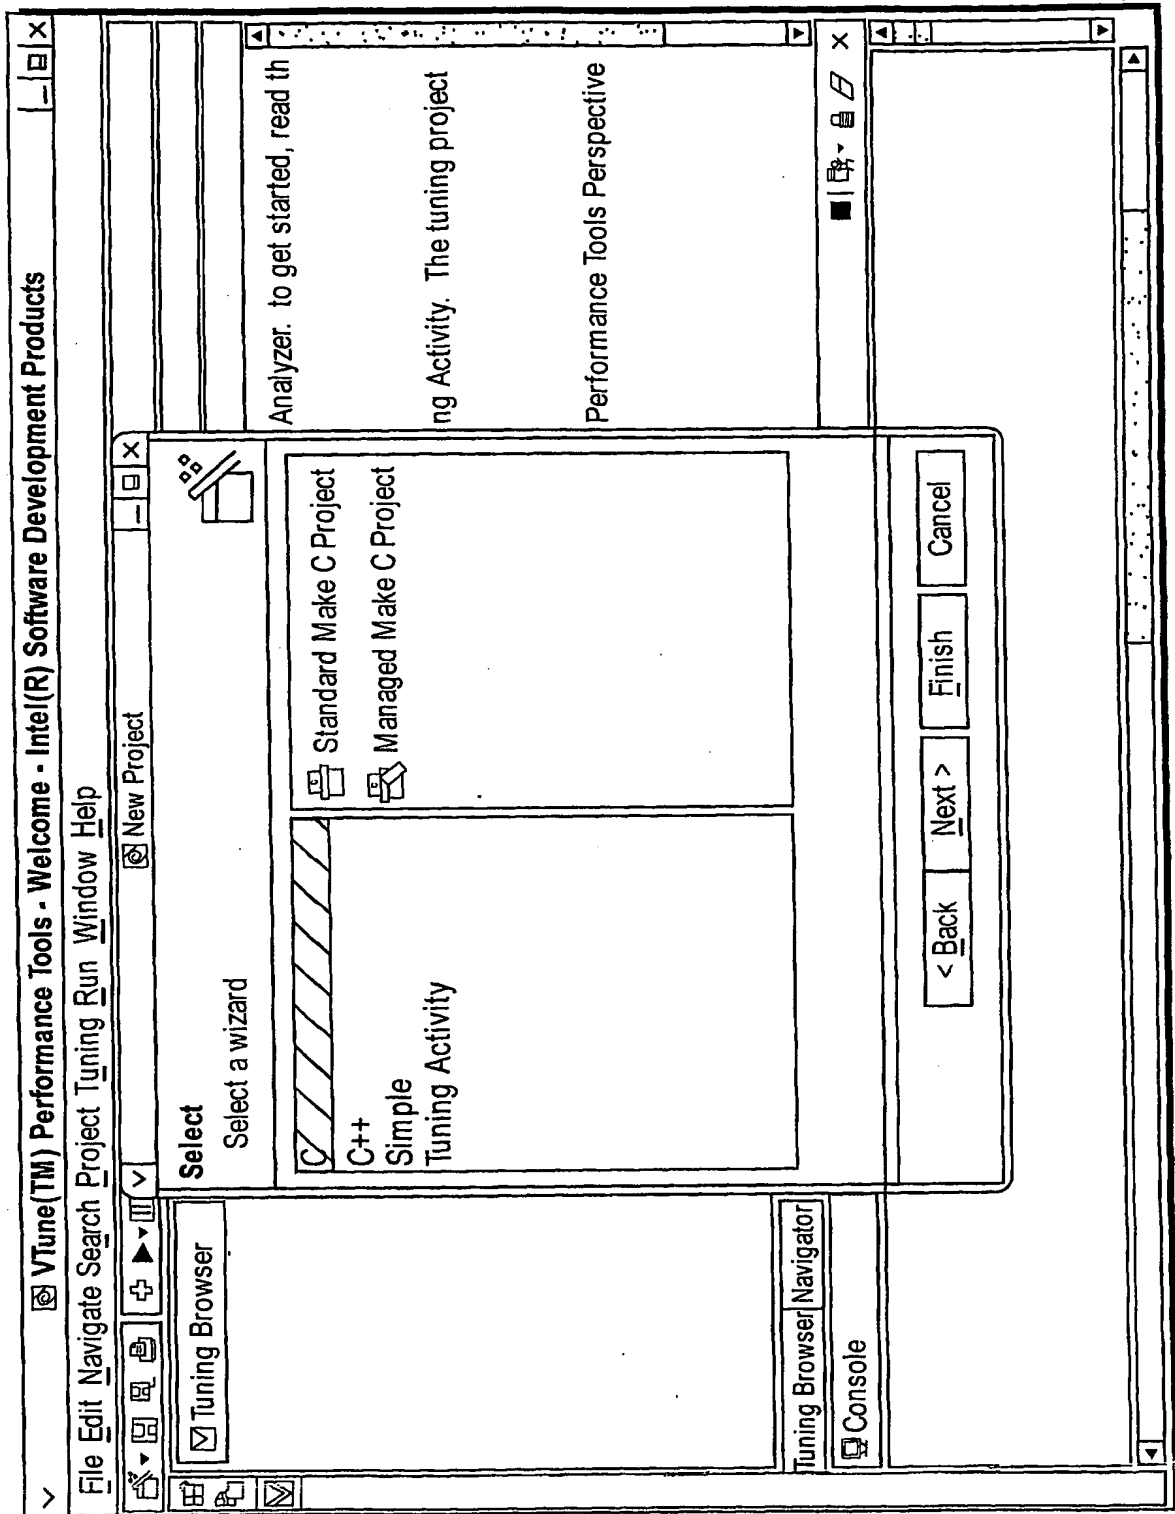 VTune(TM) Performance Tools - Welcome - Intel(R) Software Development Products
File Edit Navigate Search Project Tuning Run Window Help
New Project
Select
Select a wizard
C
C++
Simple
Tuning Activity
Standard Make C Project
Managed Make C Project
< Back
Next >
Finish
Cancel
Tuning Browser
Analyzer. to get started, read th
ng Activity. The tuning project
Performance Tools Perspective
Tuning Browser
Navigator
Console